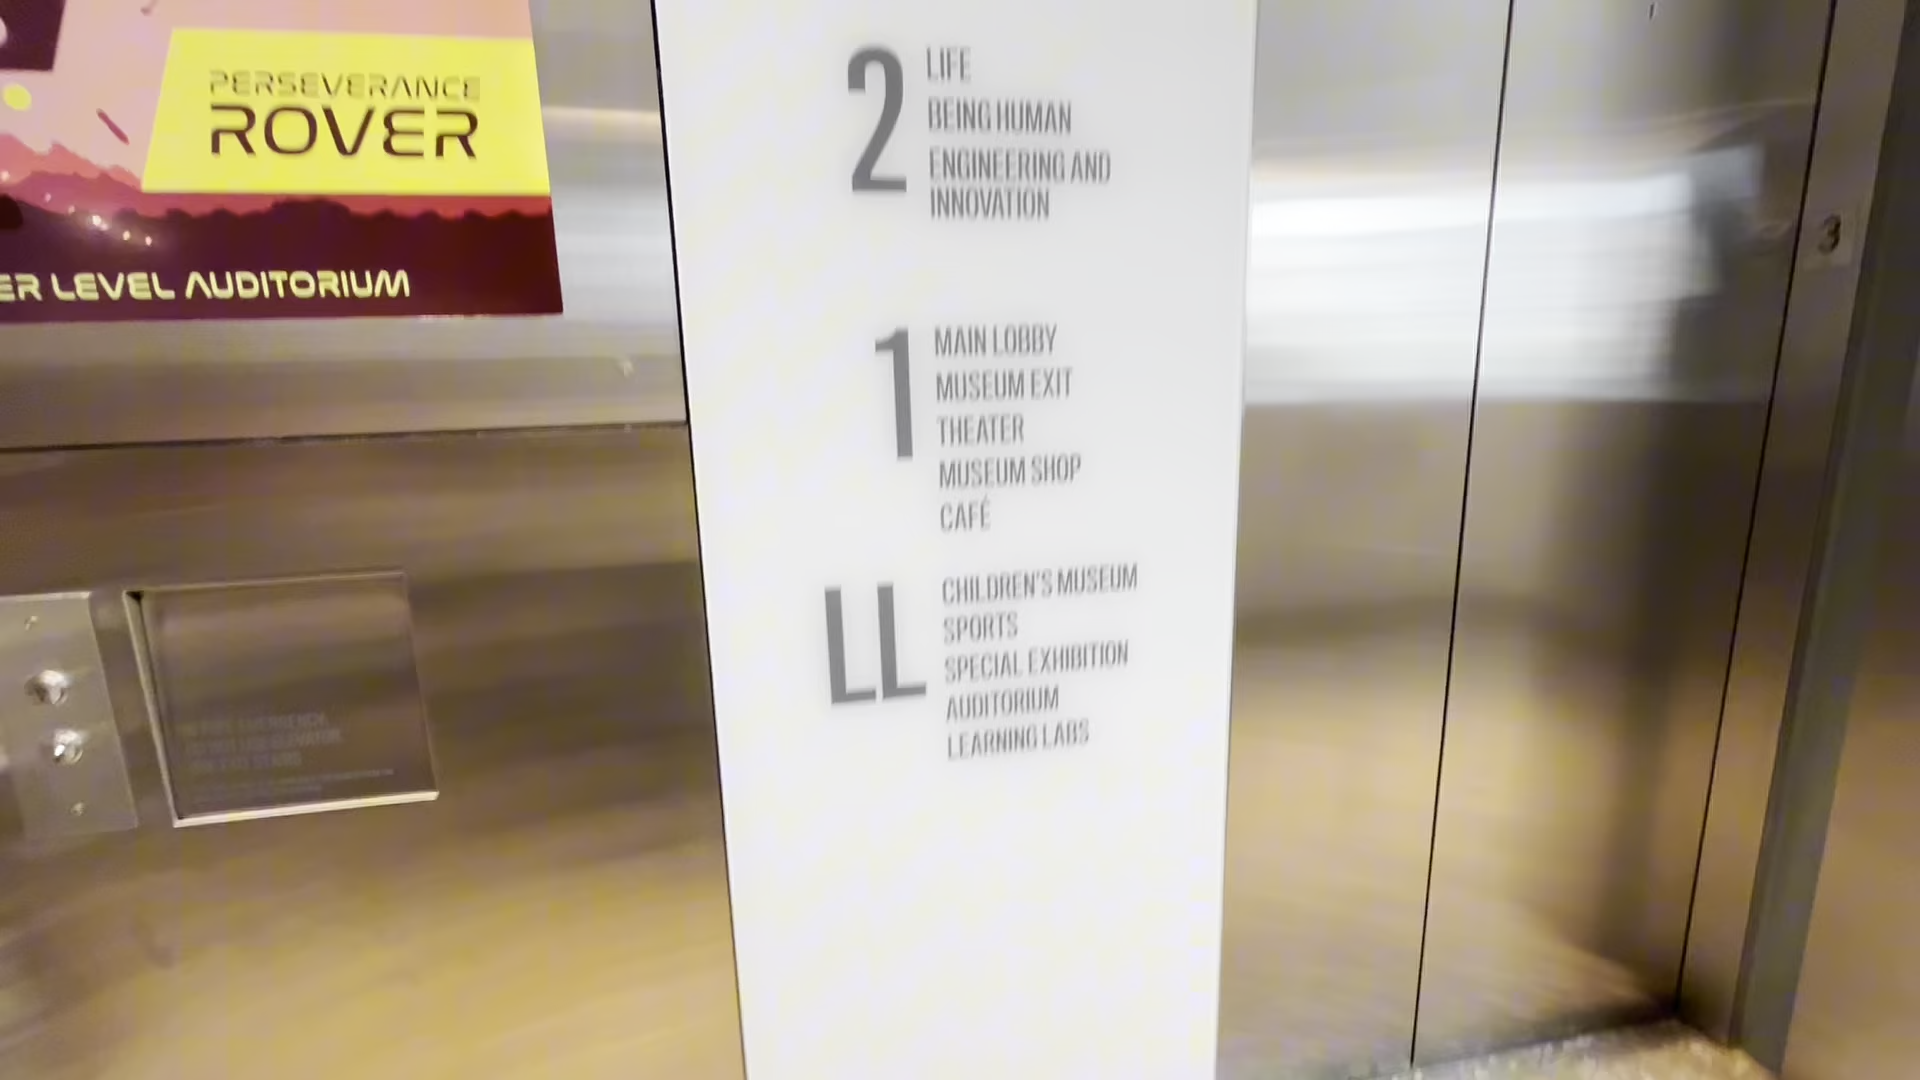 PERSEVERANCE
ROVER
ER LEVEL AUDITORIUM
2
LIFE
BEING HUMAN
ENGINEERING AND
INNOVATION
1
MAIN LOBBY
MUSEUM EXIT
THEATER
MUSEUM SHOP
CAFÉ
LL
CHILDREN'S MUSEUM
SPORTS
SPECIAL EXHIBITION
AUDITORIUM
LEARNING LABS
3